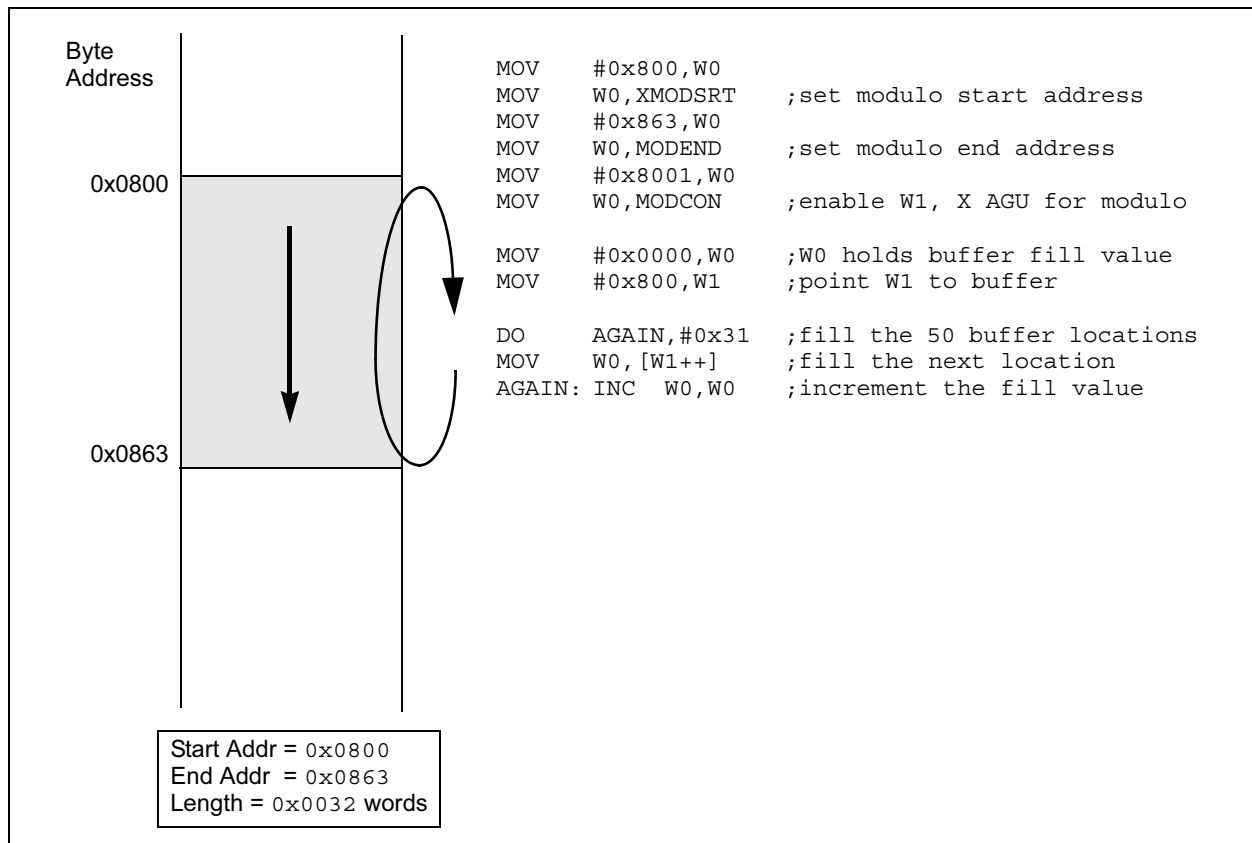 Byte
Address
0x0800
0x0863
MOV #0x800,W0
MOV W0,XMODSRT ;set modulo start address
MOV #0x863,W0
MOV W0,MODEND ;set modulo end address
MOV #0x8001,W0
MOV W0,MODCON ;enable W1, X AGU for modulo
MOV #0x0000,W0 ;W0 holds buffer fill value
MOV #0x800,W1 ;point W1 to buffer
DO AGAIN,#0x31 ;fill the 50 buffer locations
MOV W0,[W1++] ;fill the next location
AGAIN: INC W0,W0 ;increment the fill value
Start Addr = 0x0800
End Addr = 0x0863
Length = 0x0032 words